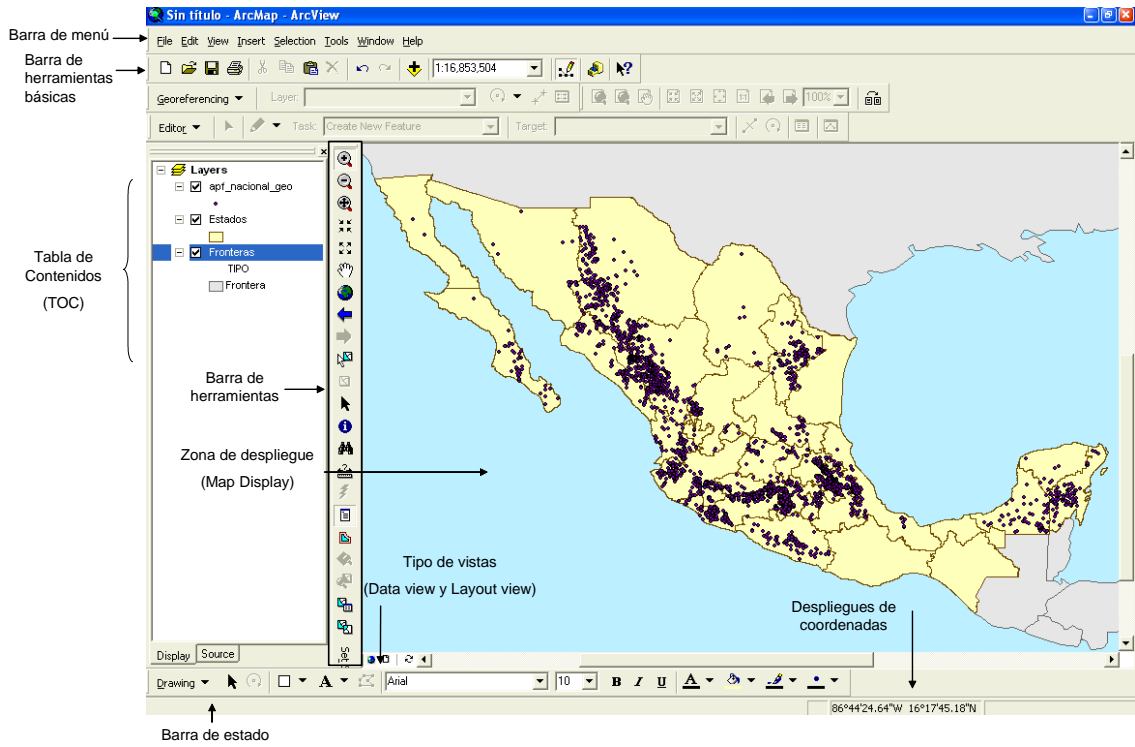 Sin título - ArcMap - ArcView
Barra de menú
File Edit View Insert Selection Tools Window Help
Barra de
herramientas
básicas
1:16,853,504
Georeferencing
Layer:
100%
Editor
Task:
Create New Feature
Target:
Layers
apf_nacional_geo
Estados
Fronteras
TIPO
Frontera
Tabla de
Contenidos
(TOC)
Barra de
herramientas
Zona de despliegue
(Map Display)
Tipo de vistas
(Data view y Layout view)
Despliegues de
coordenadas
Display
Source
Drawing
A
Arial
10
B I U
A
86°44'24.64"W 16°17'45.18"N
Barra de estado